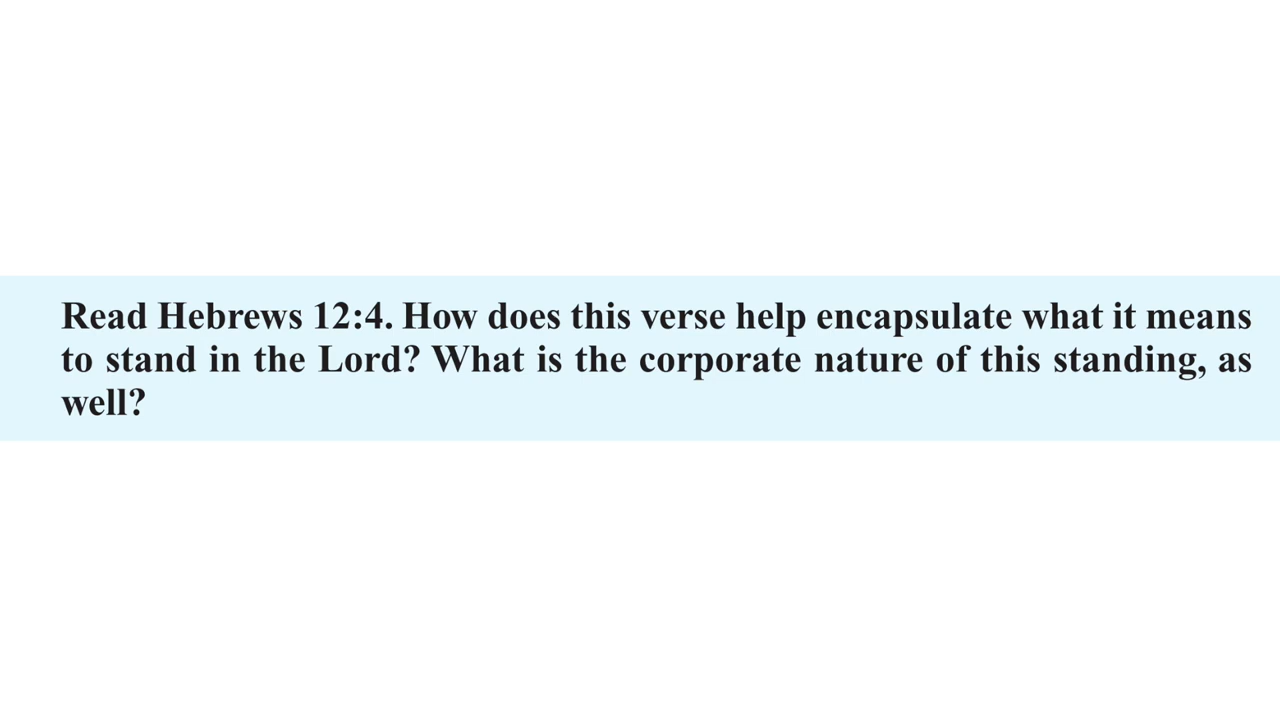 Read Hebrews 12:4. How does this verse help encapsulate what it means
to stand in the Lord? What is the corporate nature of this standing, as
well?